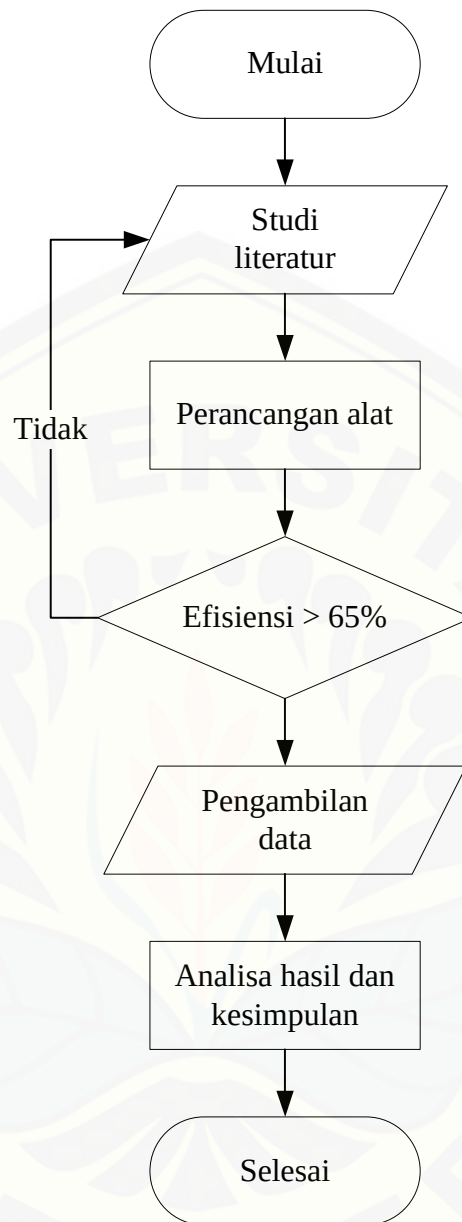 Mulai
Studi
literatur
Perancangan alat
Tidak
Efisiensi > 65%
Pengambilan
data
Analisa hasil dan
kesimpulan
Selesai